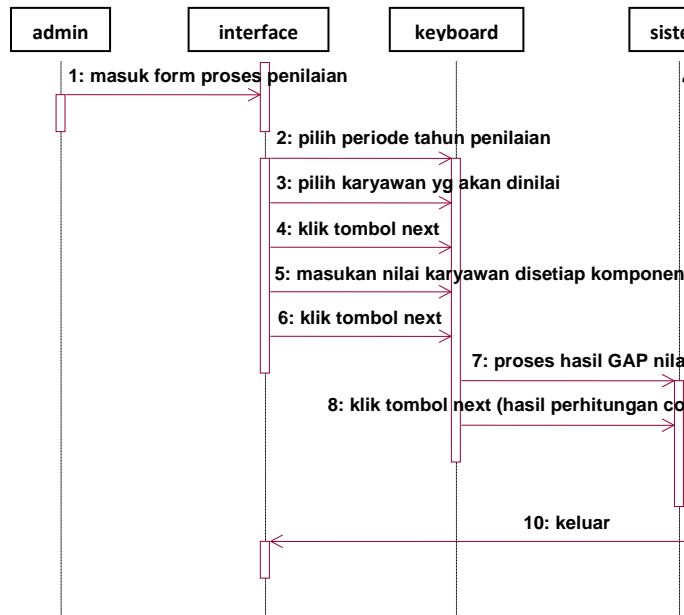 admin
interface
keyboard
1: masuk form proses penilaian
2: pilih periode tahun penilaian
3: pilih karyawan yg akan dinilai
4: klik tombol next
5: masukan nilai karyawan disetiap komponen
6: klik tombol next
7: proses hasil GAP
8: klik tombol next (hasil perhitungan
10: keluar